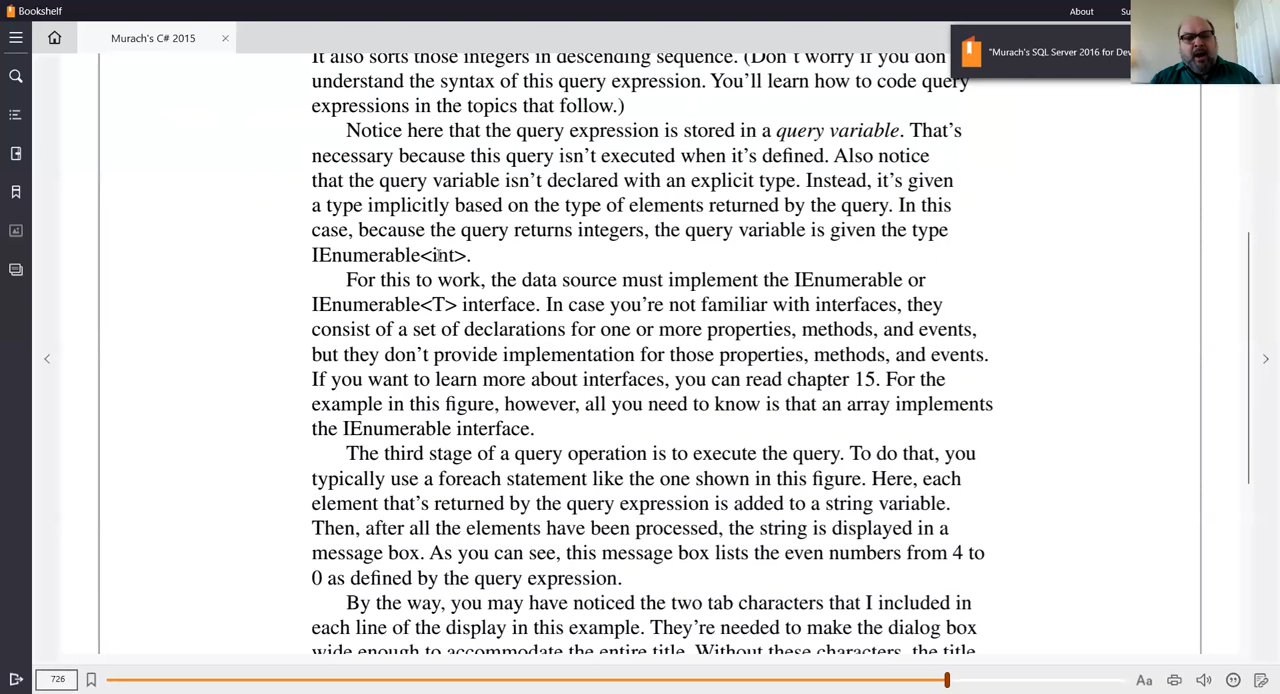 Bookshelf
About
Su
Murach's C# 2015
×
"Murach's SQL Server 2016 for Dev
It also sorts those integers in descending sequence. (Don't worry if you don
understand the syntax of this query expression. You'll learn how to code query
expressions in the topics that follow.)
Notice here that the query expression is stored in a query variable. That's
necessary because this query isn't executed when it's defined. Also notice
that the query variable isn't declared with an explicit type. Instead, it's given
a type implicitly based on the type of elements returned by the query. In this
case, because the query returns integers, the query variable is given the type
IEnumerable<int>.
For this to work, the data source must implement the IEnumerable or
IEnumerable<T> interface. In case you're not familiar with interfaces, they
consist of a set of declarations for one or more properties, methods, and events,
but they don't provide implementation for those properties, methods, and events.
If you want to learn more about interfaces, you can read chapter 15. For the
example in this figure, however, all you need to know is that an array implements
the IEnumerable interface.
The third stage of a query operation is to execute the query. To do that, you
typically use a foreach statement like the one shown in this figure. Here, each
element that's returned by the query expression is added to a string variable.
Then, after all the elements have been processed, the string is displayed in a
message box. As you can see, this message box lists the even numbers from 4 to
0 as defined by the query expression.
By the way, you may have noticed the two tab characters that I included in
each line of the display in this example. They're needed to make the dialog box
wide enough to accommodate the entire title. Without these characters, the title
726
Aa